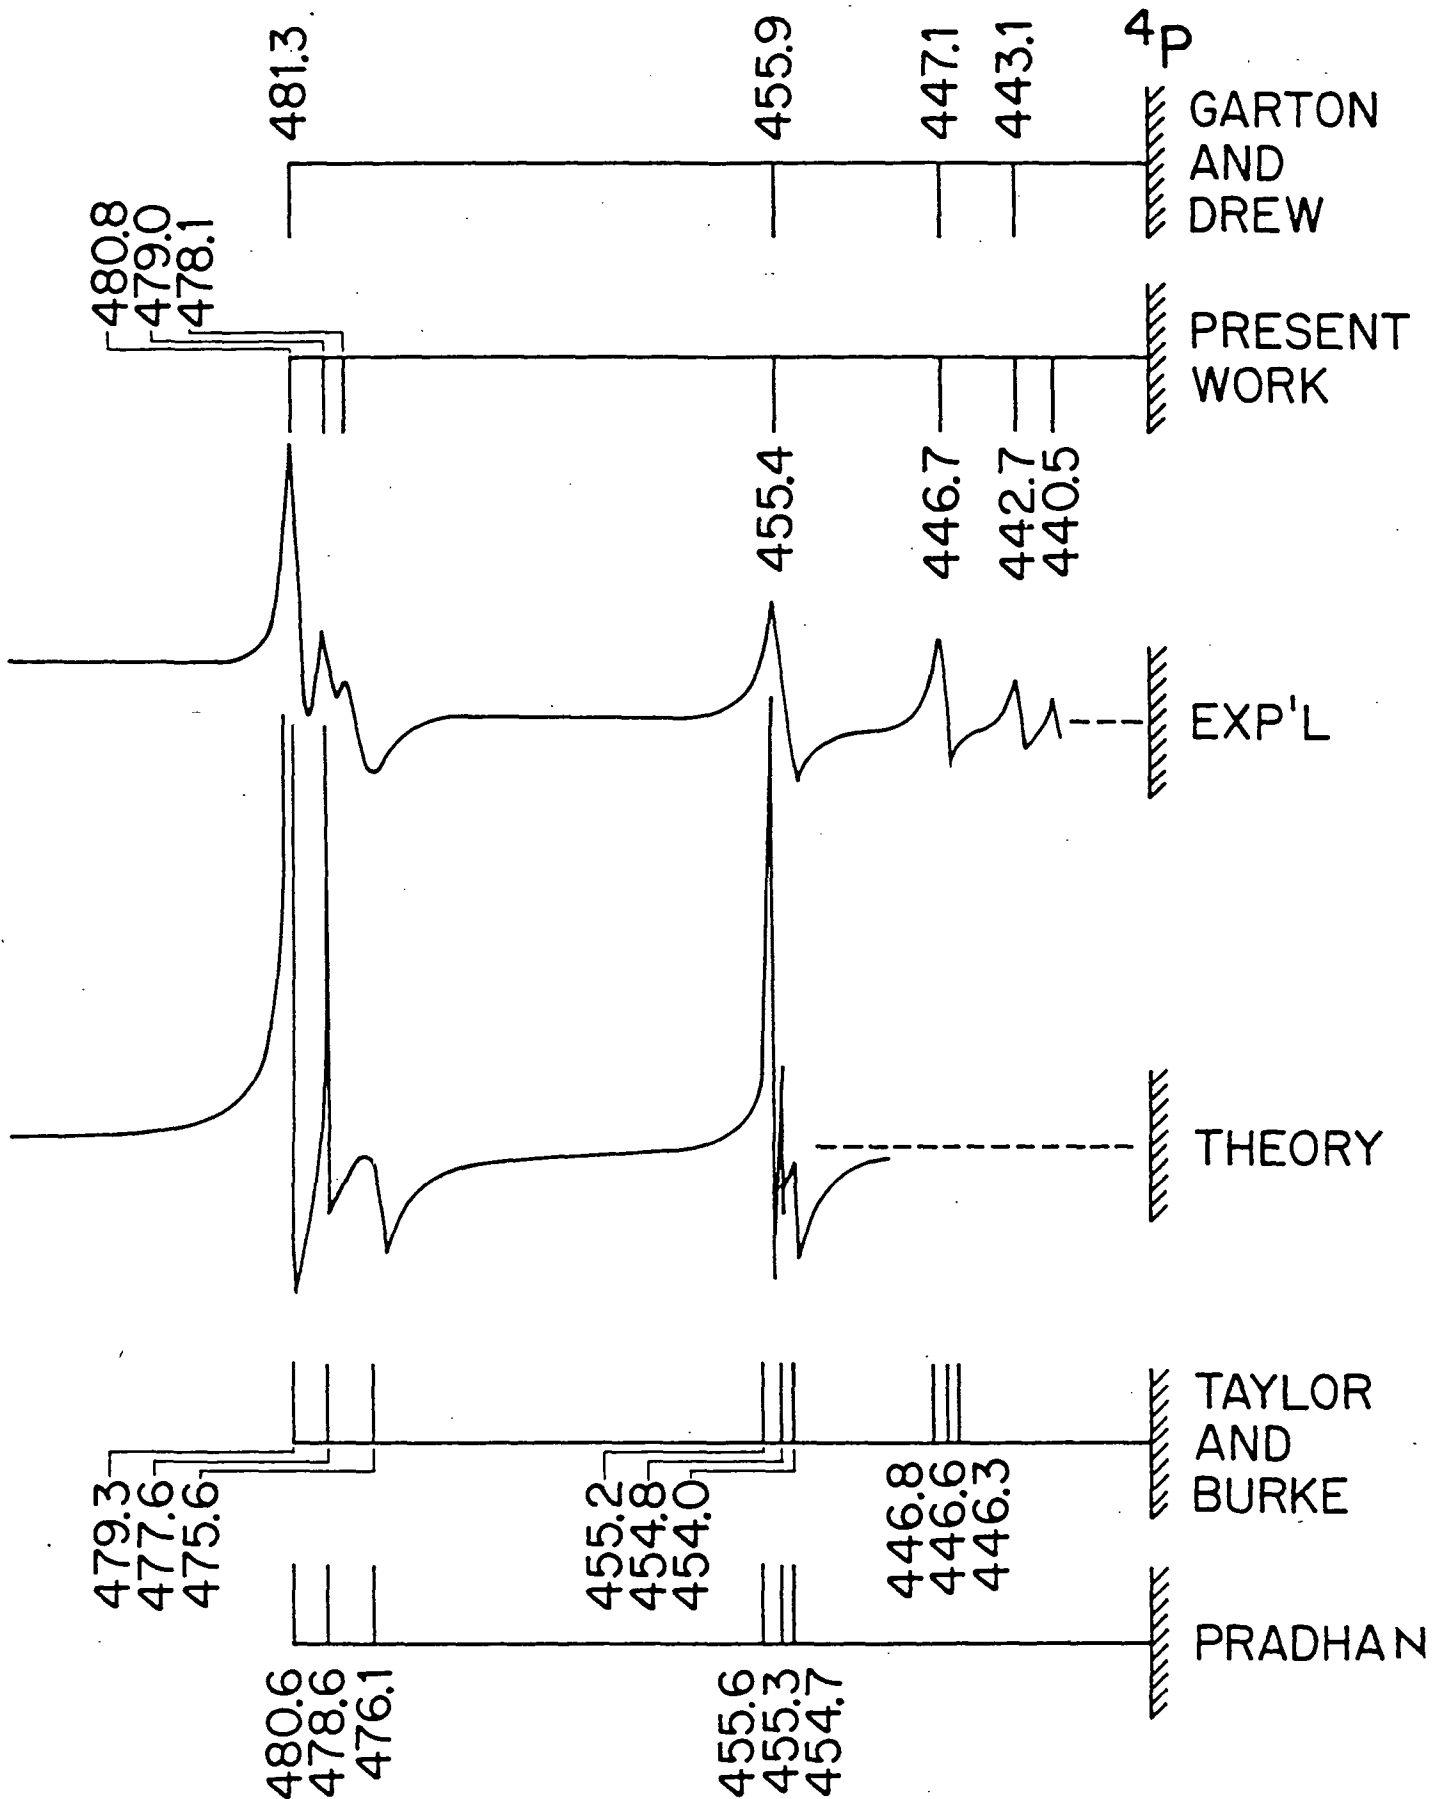 481.3
455.9
447.1
443.1
⁴P
GARTON
AND
DREW
480.8
479.0
478.1
PRESENT
WORK
455.4
446.7
442.7
440.5
EXP'L
THEORY
TAYLOR
AND
BURKE
479.3
477.6
475.6
455.2
454.8
454.0
446.8
446.6
446.3
PRADHAN
480.6
478.6
476.1
455.6
455.3
454.7